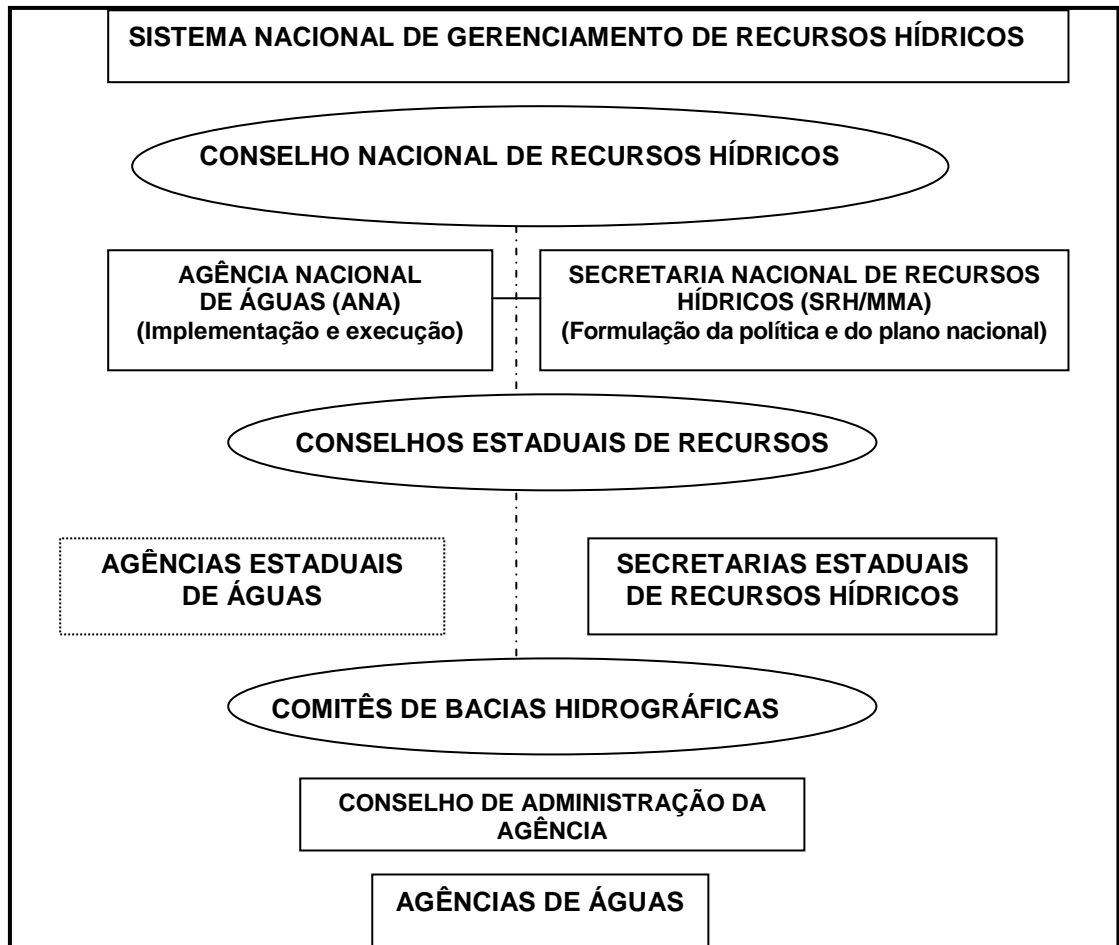 SISTEMA NACIONAL DE GERENCIAMENTO DE RECURSOS HÍDRICOS
CONSELHO NACIONAL DE RECURSOS HÍDRICOS
AGÊNCIA NACIONAL
DE ÁGUAS (ANA)
(Implementação e execução)
SECRETARIA NACIONAL DE RECURSOS
HÍDRICOS (SRH/MMA)
(Formulação da política e do plano nacional)
CONSELHOS ESTADUAIS DE RECURSOS
AGÊNCIAS ESTADUAIS
DE ÁGUAS
SECRETARIAS ESTADUAIS
DE RECURSOS HÍDRICOS
COMITÊS DE BACIAS HIDROGRÁFICAS
CONSELHO DE ADMINISTRAÇÃO DA
AGÊNCIA
AGÊNCIAS DE ÁGUAS